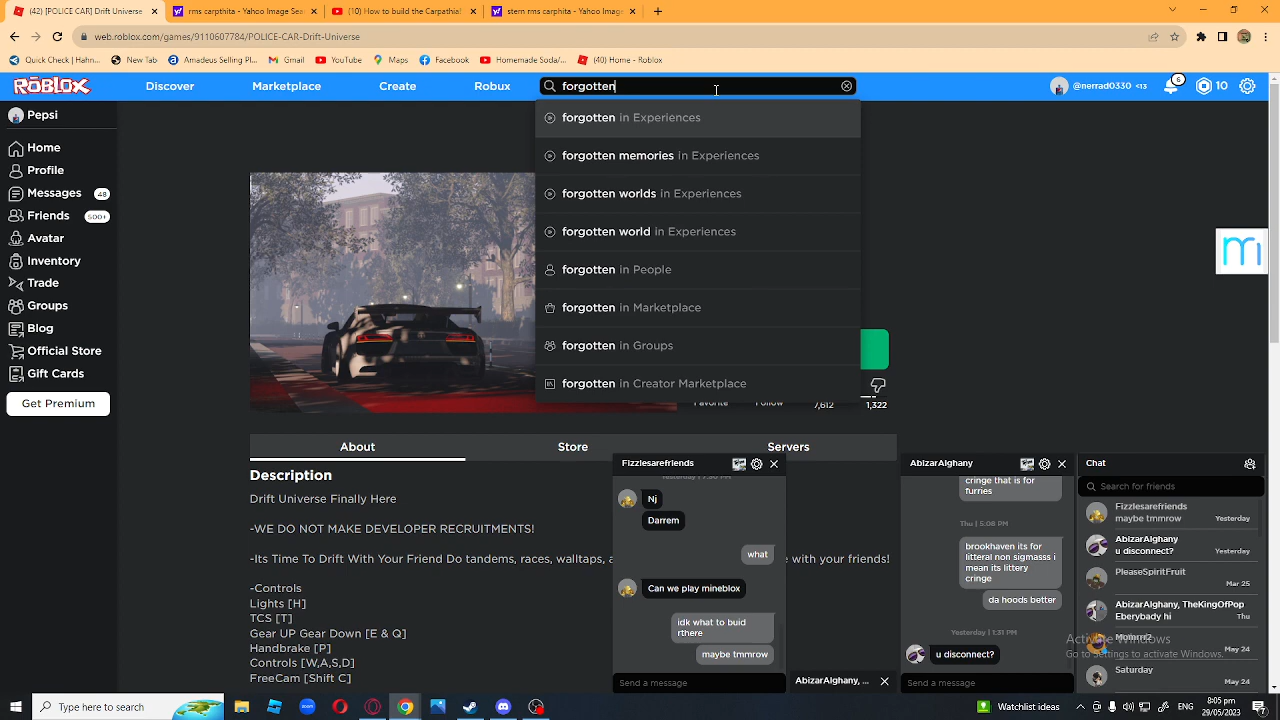 (42) [POLICE CAR] Drift Universe
rms carpthita - Yahoo Image Sea
(10) How to build the Carpathia!
stern rms carpthita - Yahoo Imag
web.roblox.com/games/9110607784/POLICE-CAR-Drift-Universe
Quick Check | Hahn...
New Tab
Amadeus Selling Pl...
Gmail
YouTube
Maps
Facebook
Homemade Soda/...
(40) Home - Roblox
ROBLOX
Discover
Marketplace
Create
Robux
forgotten
@nerrad0330 <13
6
10
Pepsi
Home
Profile
Messages 48
Friends 500+
Avatar
Inventory
Trade
Groups
Blog
Official Store
Gift Cards
Get Premium
forgotten in Experiences
forgotten memories in Experiences
forgotten worlds in Experiences
forgotten world in Experiences
forgotten in People
forgotten in Marketplace
forgotten in Groups
forgotten in Creator Marketplace
Favorite Follow 7,612 1,322
About
Store
Servers
Description
Drift Universe Finally Here
-WE DO NOT MAKE DEVELOPER RECRUITMENTS!
-Its Time To Drift With Your Friend Do tandems, races, walltaps, a
e with your friends!
-Controls
Lights [H]
TCS [T]
Gear UP Gear Down [E & Q]
Handbrake [P]
Controls [W,A,S,D]
FreeCam [Shift C]
Fizzlesarefriends
Yesterday | 7:50 PM
Nj
Darrem
what
Can we play mineblox
idk what to buid
rthere
maybe tmmrow
Send a message
AbizarAlghany, ...
AbizarAlghany
cringe that is for
furries
Thu | 5:08 PM
brookhaven its for
litteral non sigmasss i
mean its littery
cringe
da hoods better
Yesterday | 1:31 PM
u disconnect?
Send a message
Chat
Search for friends
Fizzlesarefriends
maybe tmmrow
Yesterday
AbizarAlghany
u disconnect?
Yesterday
PleaseSpiritFruit
Mar 25
AbizarAlghany, TheKingOfPop
Eberybady hi
Thu
May 24
Saturday
May 24
Activate Windows
Go to Settings to activate Windows.
Type here to search
zoom
8:05 pm
29/05/2023